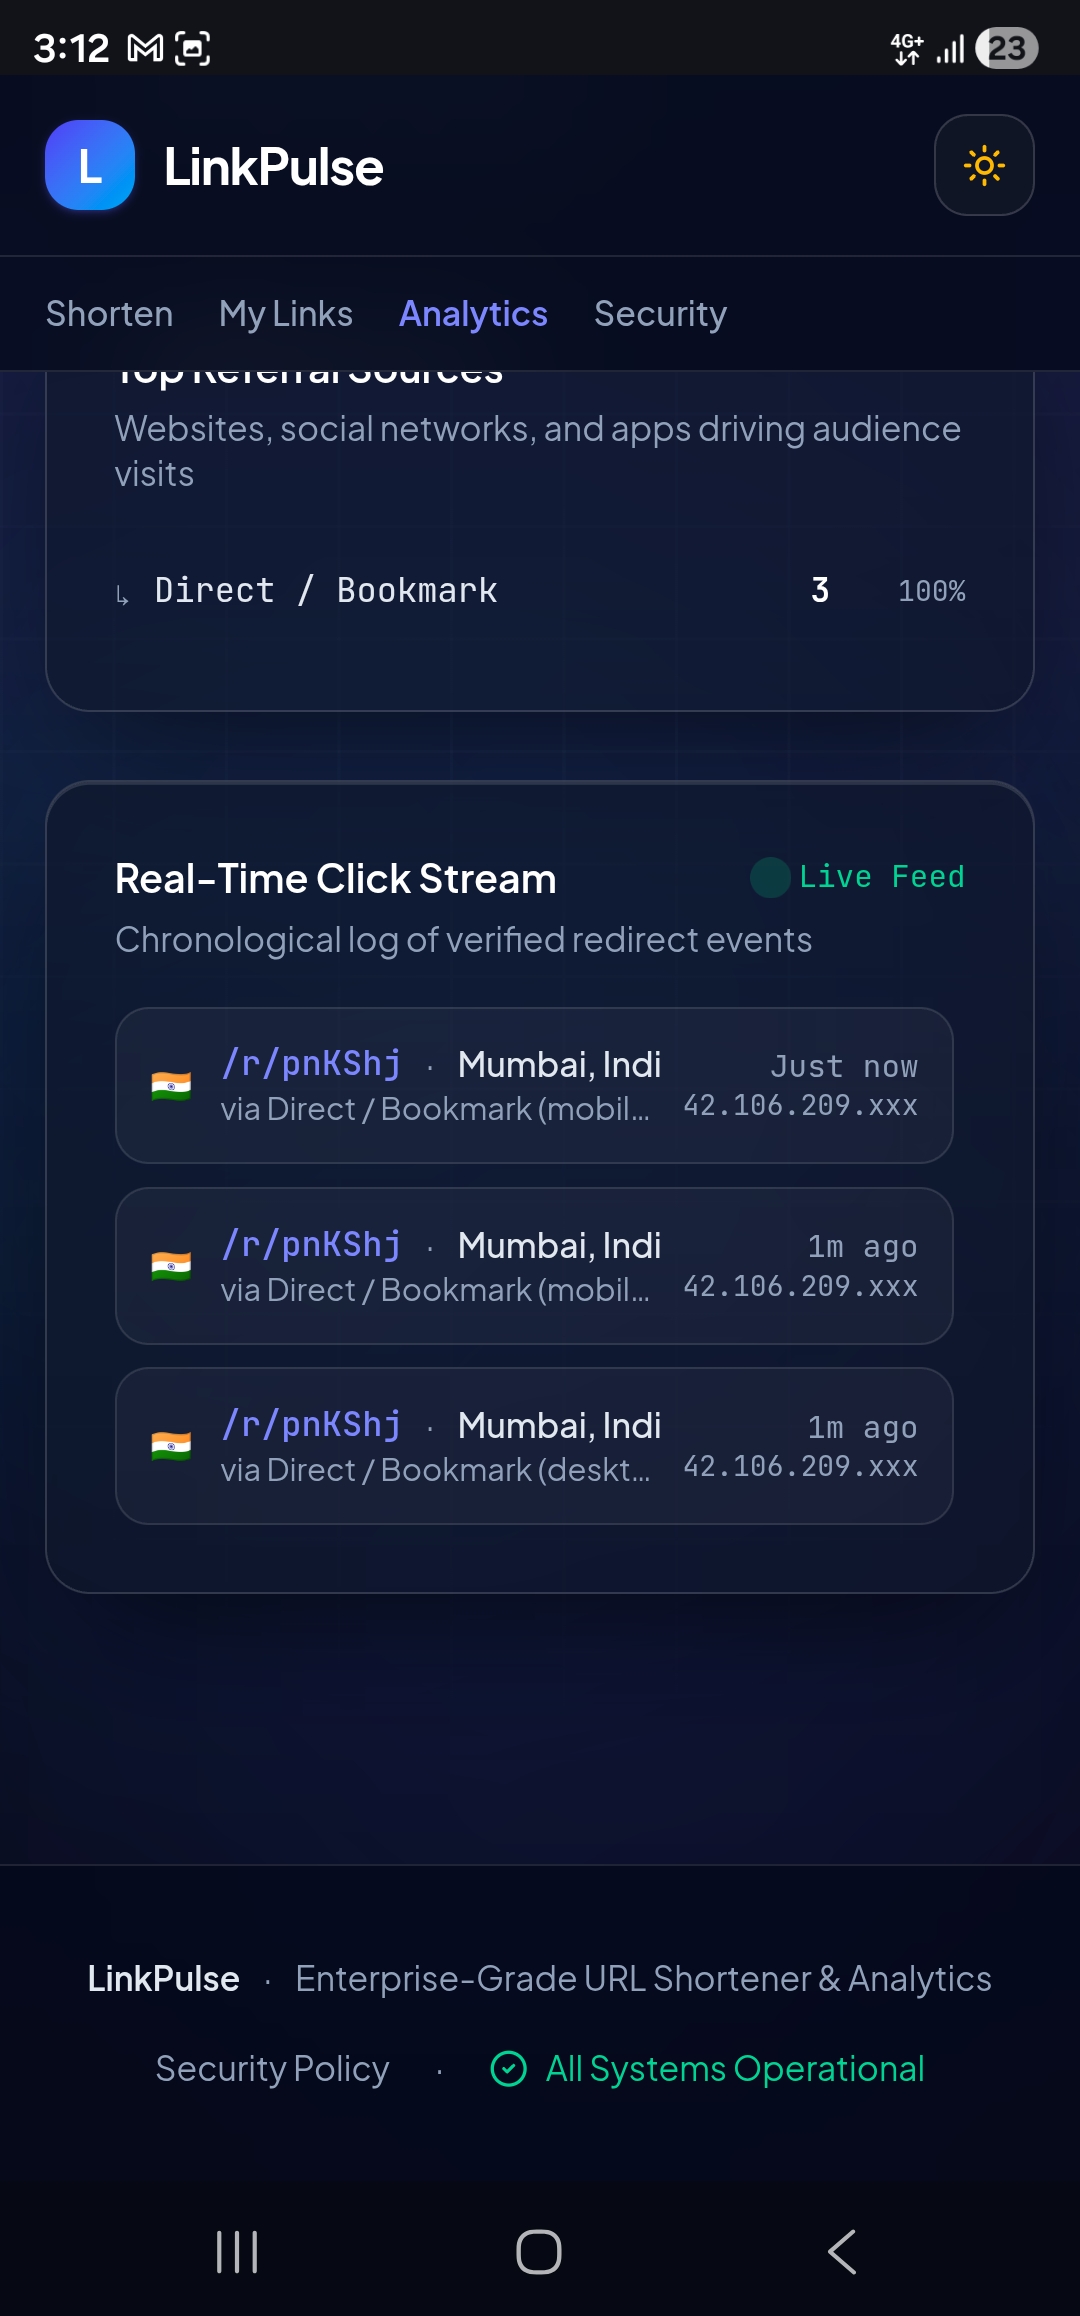 3:12
4G+
23
L LinkPulse
Shorten My Links Analytics Security
Top Referral Sources
Websites, social networks, and apps driving audience
visits
↳ Direct / Bookmark 3 100%
Real-Time Click Stream Live Feed
Chronological log of verified redirect events
/r/pnKShj · Mumbai, Indi Just now
via Direct / Bookmark (mobil... 42.106.209.xxx
/r/pnKShj · Mumbai, Indi 1m ago
via Direct / Bookmark (mobil... 42.106.209.xxx
/r/pnKShj · Mumbai, Indi 1m ago
via Direct / Bookmark (deskt... 42.106.209.xxx
LinkPulse · Enterprise-Grade URL Shortener & Analytics
Security Policy · All Systems Operational